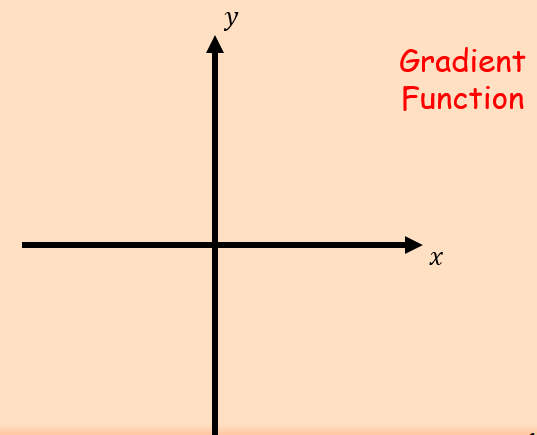 y
Gradient
Function
x